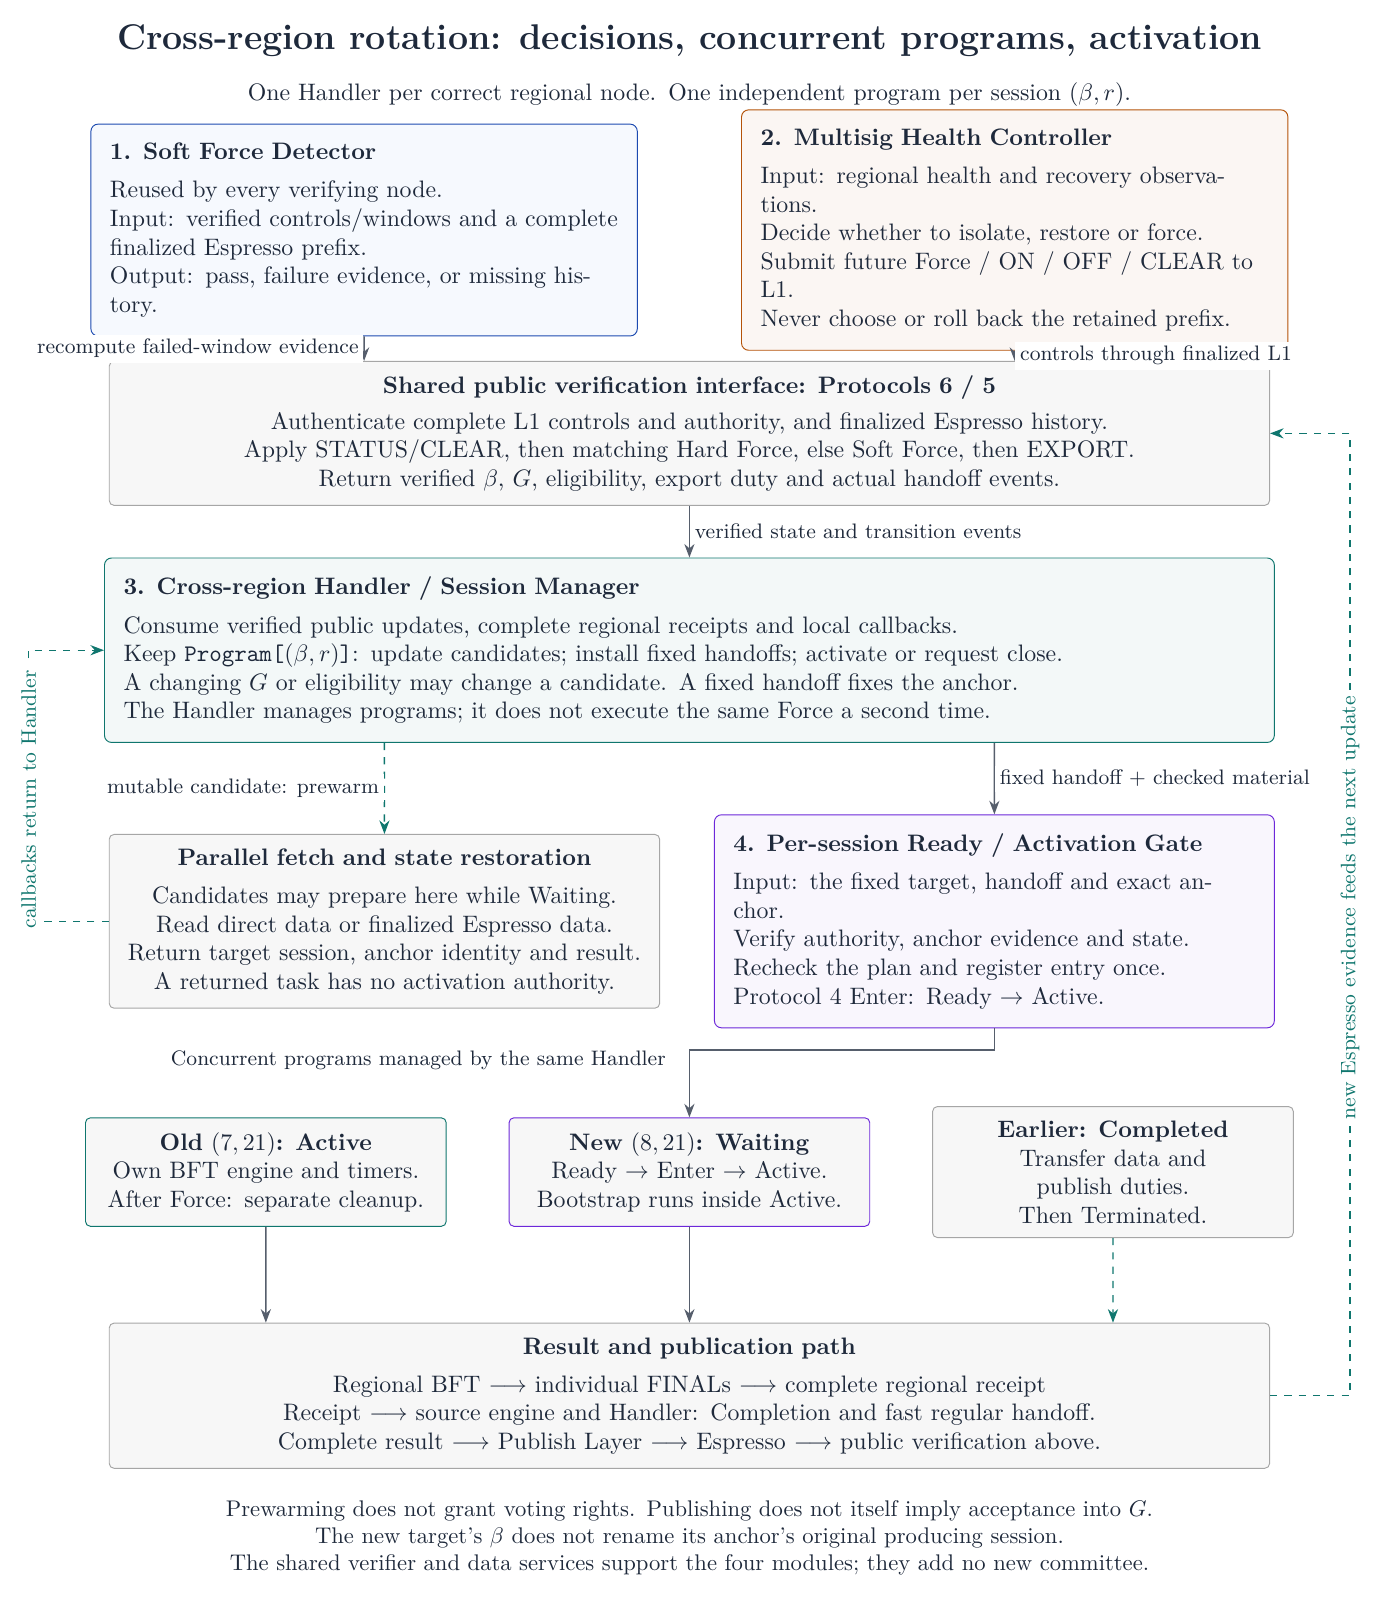 Cross-region rotation: decisions, concurrent programs, activation
One Handler per correct regional node. One independent program per session (β, r).
1. Soft Force Detector
Reused by every verifying node.
Input: verified controls/windows and a complete
finalized Espresso prefix.
Output: pass, failure evidence, or missing his-
tory.
2. Multisig Health Controller
Input: regional health and recovery observa-
tions.
Decide whether to isolate, restore or force.
Submit future Force / ON / OFF / CLEAR to
L1.
Never choose or roll back the retained prefix.
recompute failed-window evidence
controls through finalized L1
Shared public verification interface: Protocols 6 / 5
Authenticate complete L1 controls and authority, and finalized Espresso history.
Apply STATUS/CLEAR, then matching Hard Force, else Soft Force, then EXPORT.
Return verified β, G, eligibility, export duty and actual handoff events.
verified state and transition events
3. Cross-region Handler / Session Manager
Consume verified public updates, complete regional receipts and local callbacks.
Keep Program[(β, r)]: update candidates; install fixed handoffs; activate or request close.
A changing G or eligibility may change a candidate. A fixed handoff fixes the anchor.
The Handler manages programs; it does not execute the same Force a second time.
callbacks return to Handler
mutable candidate: prewarm
fixed handoff + checked material
new Espresso evidence feeds the next update
Parallel fetch and state restoration
Candidates may prepare here while Waiting.
Read direct data or finalized Espresso data.
Return target session, anchor identity and result.
A returned task has no activation authority.
4. Per-session Ready / Activation Gate
Input: the fixed target, handoff and exact an-
chor.
Verify authority, anchor evidence and state.
Recheck the plan and register entry once.
Protocol 4 Enter: Ready → Active.
Concurrent programs managed by the same Handler
Old (7, 21): Active
Own BFT engine and timers.
After Force: separate cleanup.
New (8, 21): Waiting
Ready → Enter → Active.
Bootstrap runs inside Active.
Earlier: Completed
Transfer data and
publish duties.
Then Terminated.
Result and publication path
Regional BFT ⟶ individual FINALs ⟶ complete regional receipt
Receipt ⟶ source engine and Handler: Completion and fast regular handoff.
Complete result ⟶ Publish Layer ⟶ Espresso ⟶ public verification above.
Prewarming does not grant voting rights. Publishing does not itself imply acceptance into G.
The new target's β does not rename its anchor's original producing session.
The shared verifier and data services support the four modules; they add no new committee.